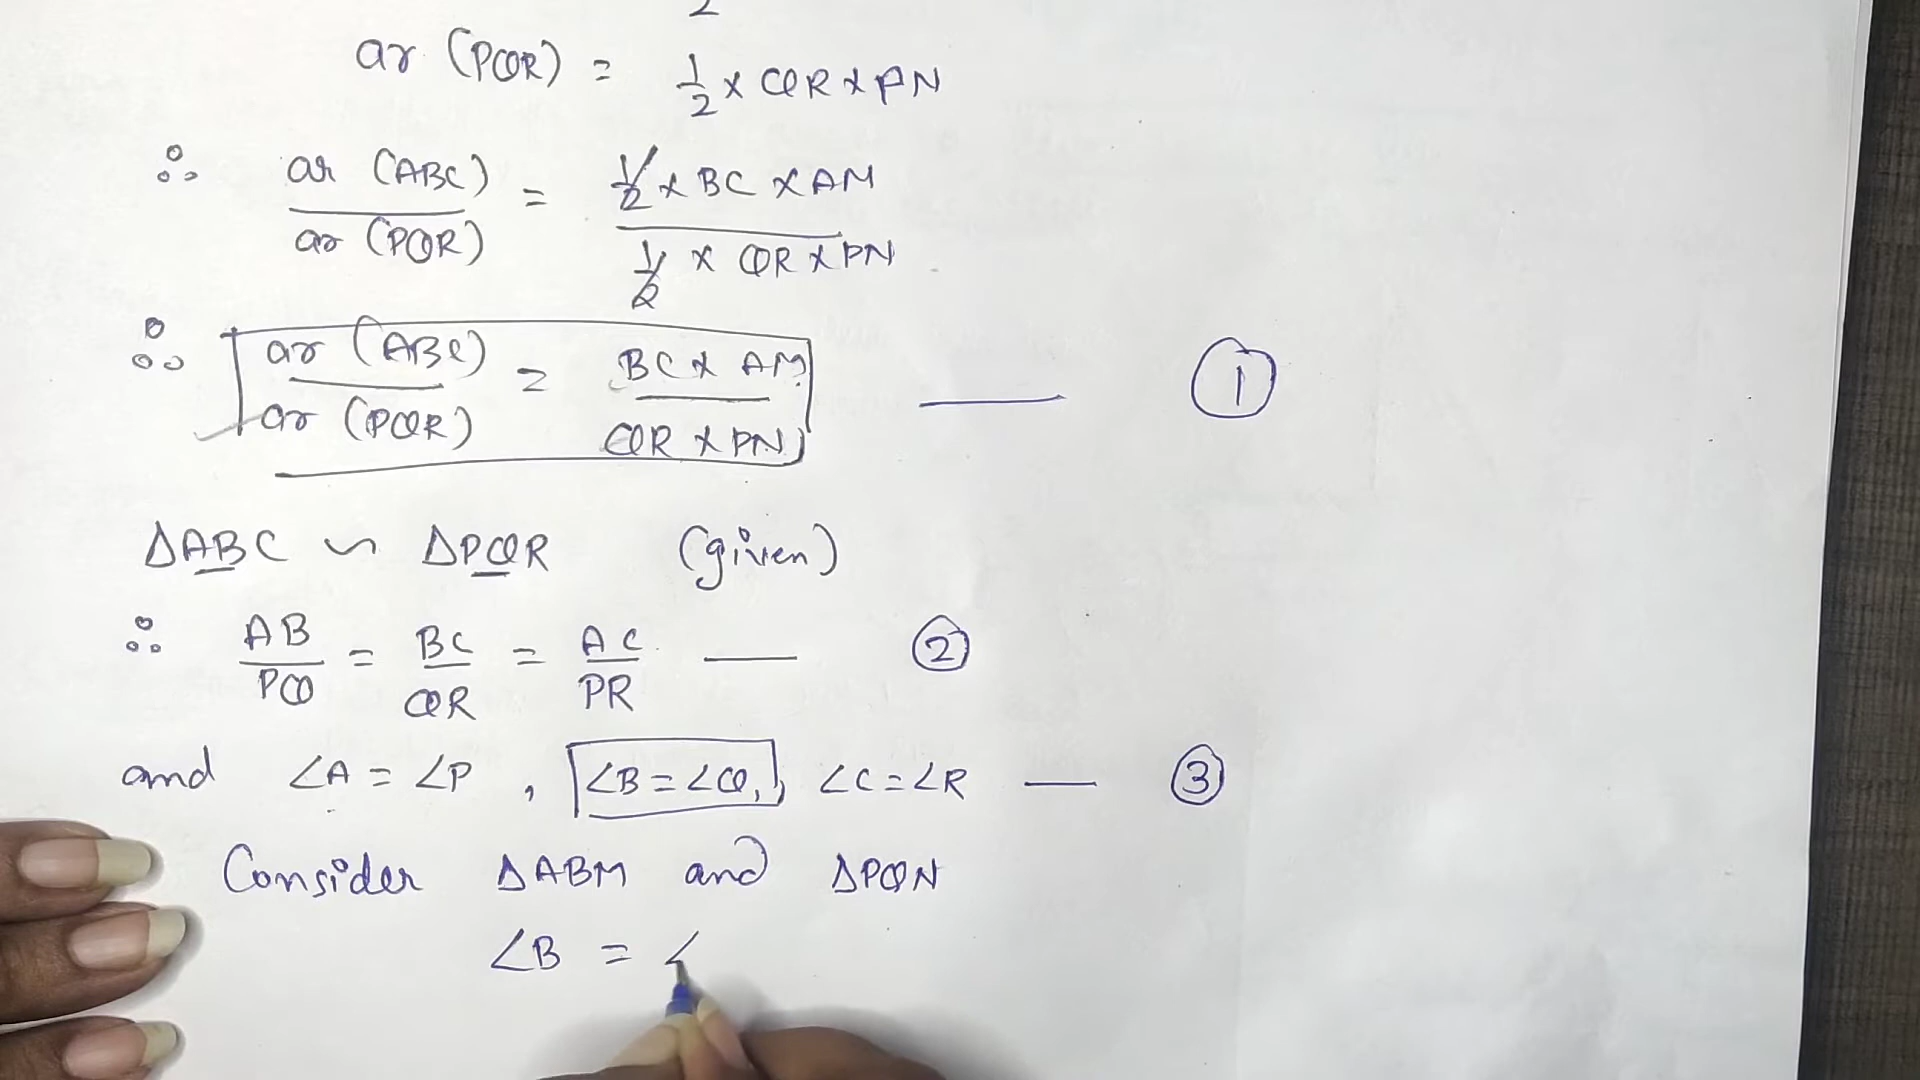 ar (PQR) = 1/2 × QR × PN
∴ ar (ABC) / ar (PQR) = 1/2 × BC × AM / 1/2 × QR × PN
∴ ar (ABC) / ar (PQR) = BC × AM / QR × PN — 1
ΔABC ∽ ΔPQR (given)
∴ AB/PQ = BC/QR = AC/PR — 2
and ∠A = ∠P , ∠B = ∠Q, ∠C = ∠R — 3
Consider ΔABM and ΔPQN
∠B = ∠